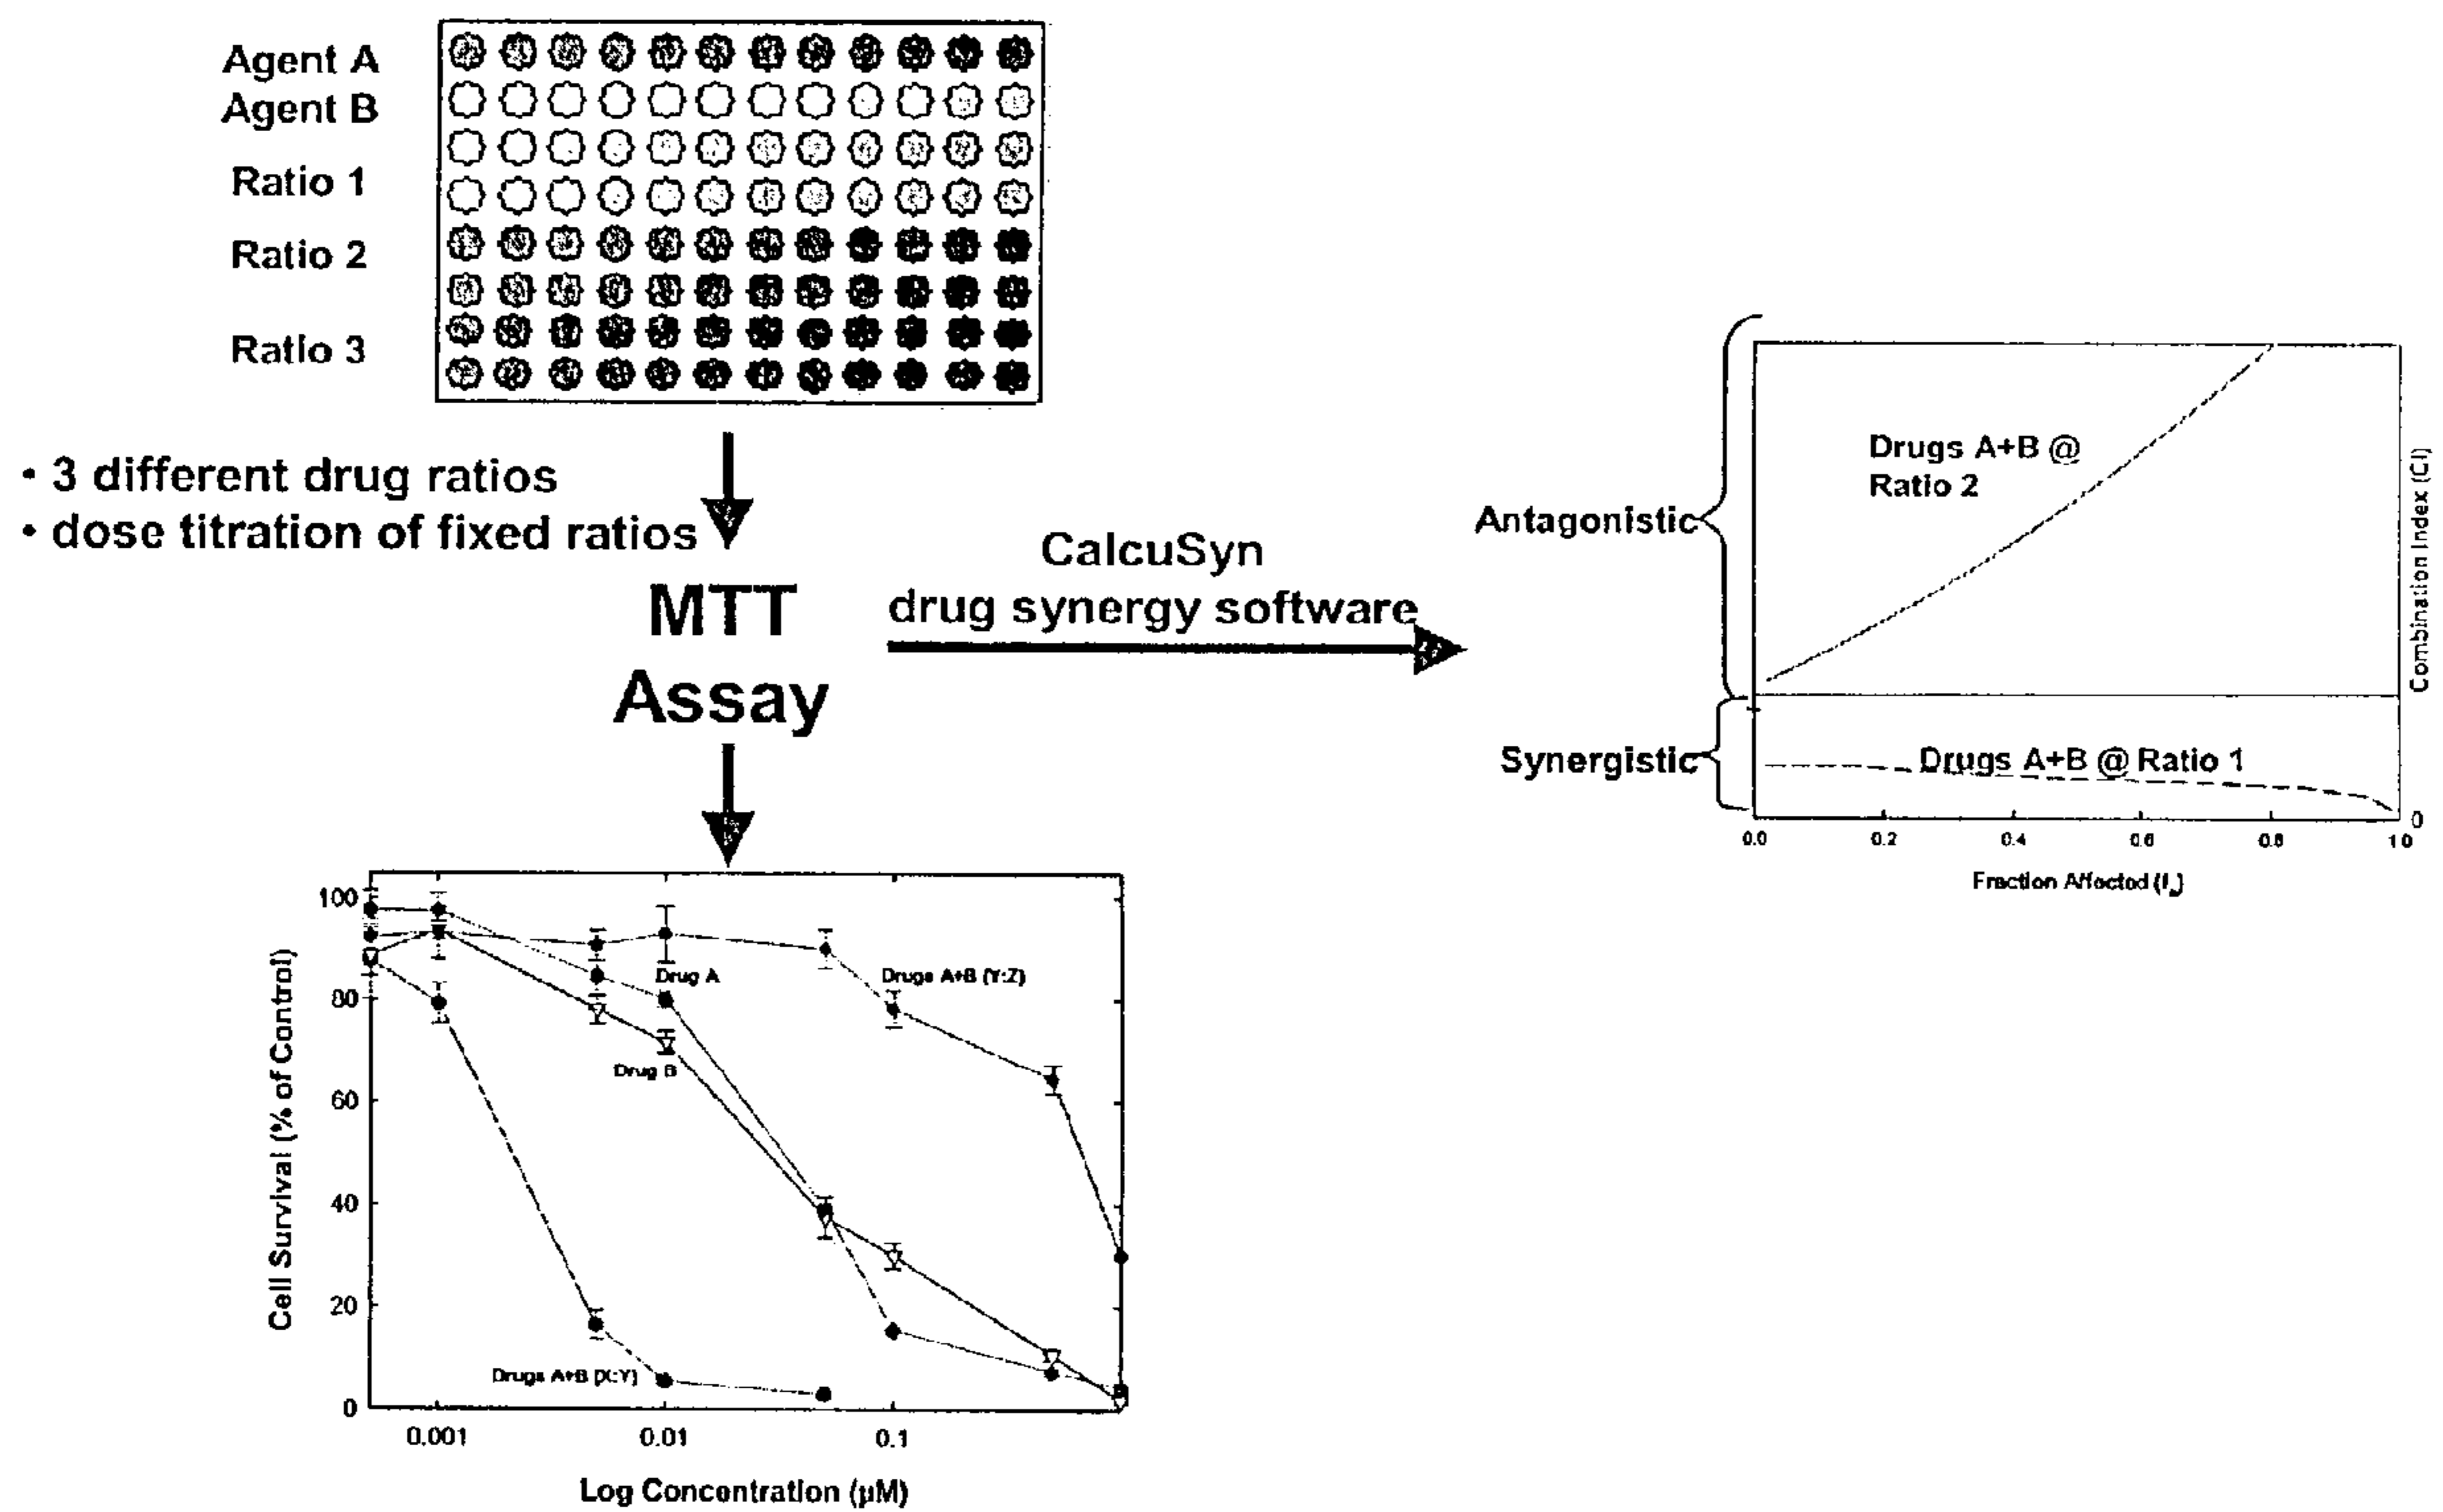 Agent A
Agent B
Ratio 1
Ratio 2
Ratio 3
• 3 different drug ratios
• dose titration of fixed ratios
MTT
Assay
CalcuSyn
drug synergy software
Antagonistic
Synergistic
Drugs A+B @
Ratio 2
Drugs A+B @ Ratio 1
Combination Index (CI)
0
0.0 0.2 0.4 0.6 0.8 1.0
Fraction Affected (fa)
Cell Survival (% of Control)
100
80
60
40
20
0
Drug A
Drugs A+B (Y:Z)
Drug B
Drugs A+B (X:Y)
0.001 0.01 0.1
Log Concentration (µM)